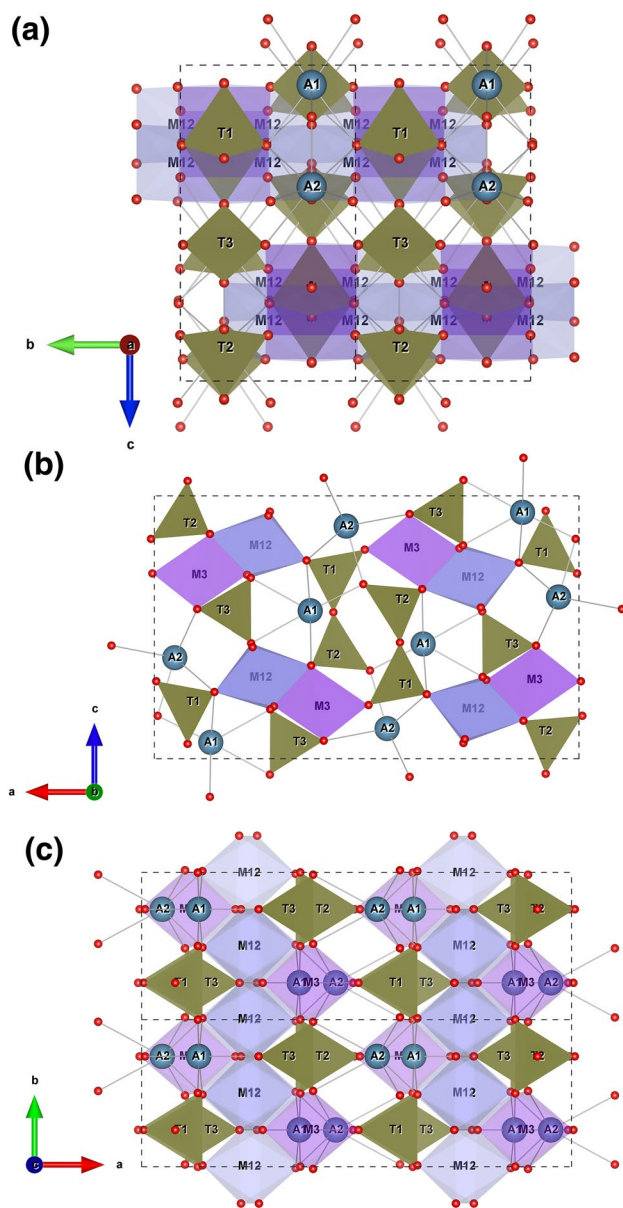 (a)
A1 A1
M12 T1 M12 M12 T1 M12
M12 M12 M12 M12
A2 A2
T3 T3
M12 M12 M12 M12
M12 M12 M12 M12
T2 T2
b a
c
(b)
T2 A2 T3 A1
M12 M3 T1
T1 M12
T3 A1 T2 A2
A2 M12 T2 T1 A1 T3
T1 M3 M12 M3
A1 T3 A2 T2
c
a b
(c)
M12 M12
A2 M A1 T3 T2 A2 M A1 T3 T2
M12 M12
T1 T3 A1 M3 A2 T1 T3 A1 M3 A2
M12 M12
A2 M A1 T3 T2 A2 M A1 T3 T2
M12 M12
T1 T3 A1 M3 A2 T1 T3 A1 M3 A2
M12 M12
b
c a